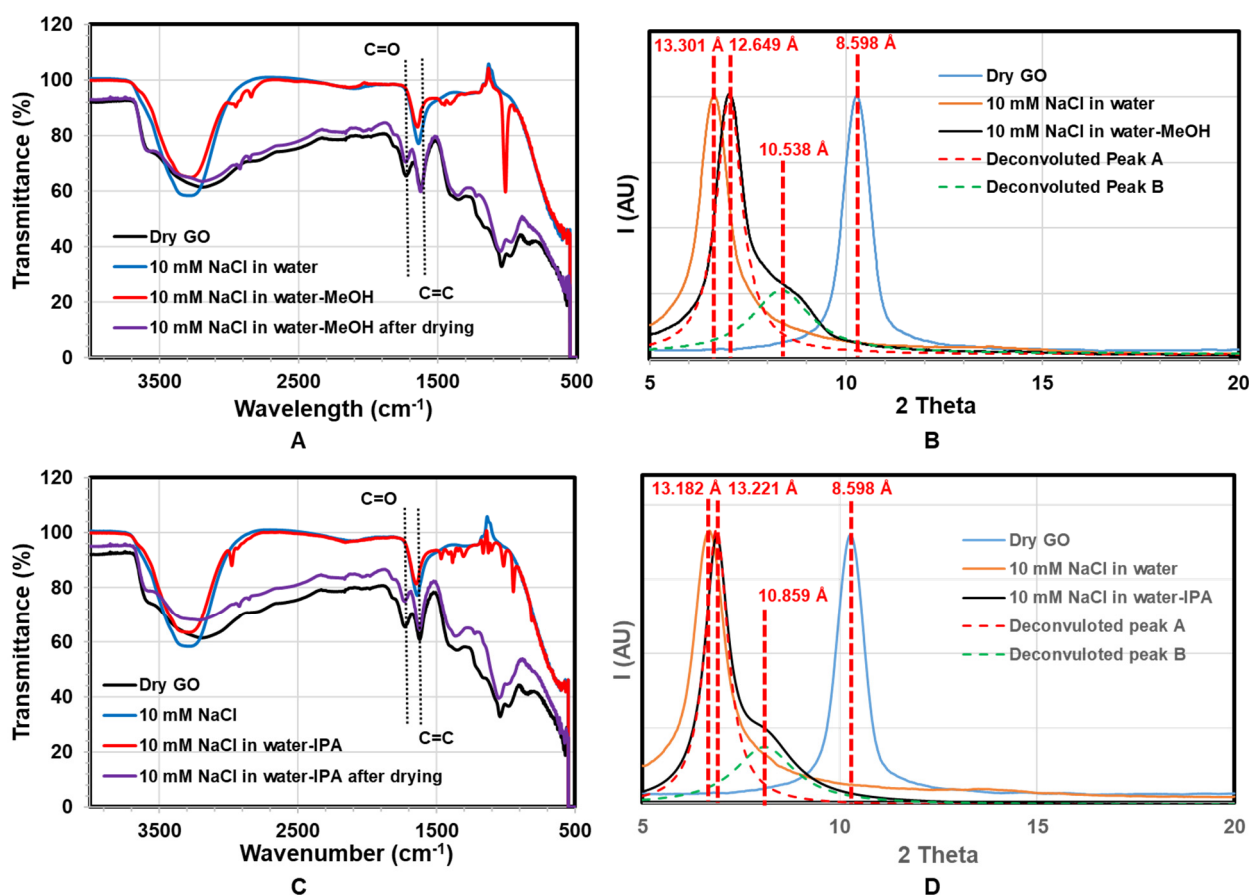 120
100
80
60
40
20
0
Transmittance (%)
C=O
C=C
Dry GO
10 mM NaCl in water
10 mM NaCl in water-MeOH
10 mM NaCl in water-MeOH after drying
3500 2500 1500 500
Wavelength (cm-1)
A
13.301 Å 12.649 Å 8.598 Å
10.538 Å
Dry GO
10 mM NaCl in water
10 mM NaCl in water-MeOH
Deconvoluted Peak A
Deconvoluted Peak B
I (AU)
5 10 15 20
2 Theta
B
120
100
80
60
40
20
0
Transmittance (%)
C=O
C=C
Dry GO
10 mM NaCl
10 mM NaCl in water-IPA
10 mM NaCl in water-IPA after drying
3500 2500 1500 500
Wavenumber (cm-1)
C
13.182 Å 13.221 Å 8.598 Å
10.859 Å
Dry GO
10 mM NaCl in water
10 mM NaCl in water-IPA
Deconvuloted peak A
Deconvuloted peak B
I (AU)
5 10 15 20
2 Theta
D